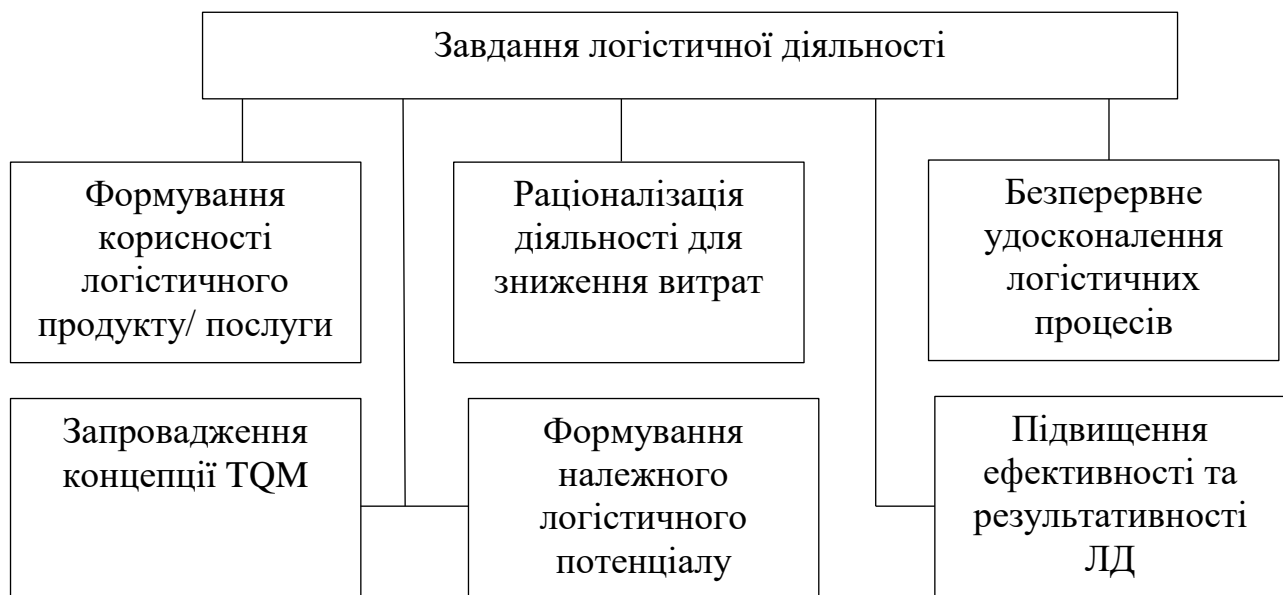 Завдання логістичної діяльності
Формування
корисності
логістичного
продукту/ послуги
Раціоналізація
діяльності для
зниження витрат
Безперервне
удосконалення
логістичних
процесів
Запровадження
концепції TQM
Формування
належного
логістичного
потенціалу
Підвищення
ефективності та
результативності
ЛД